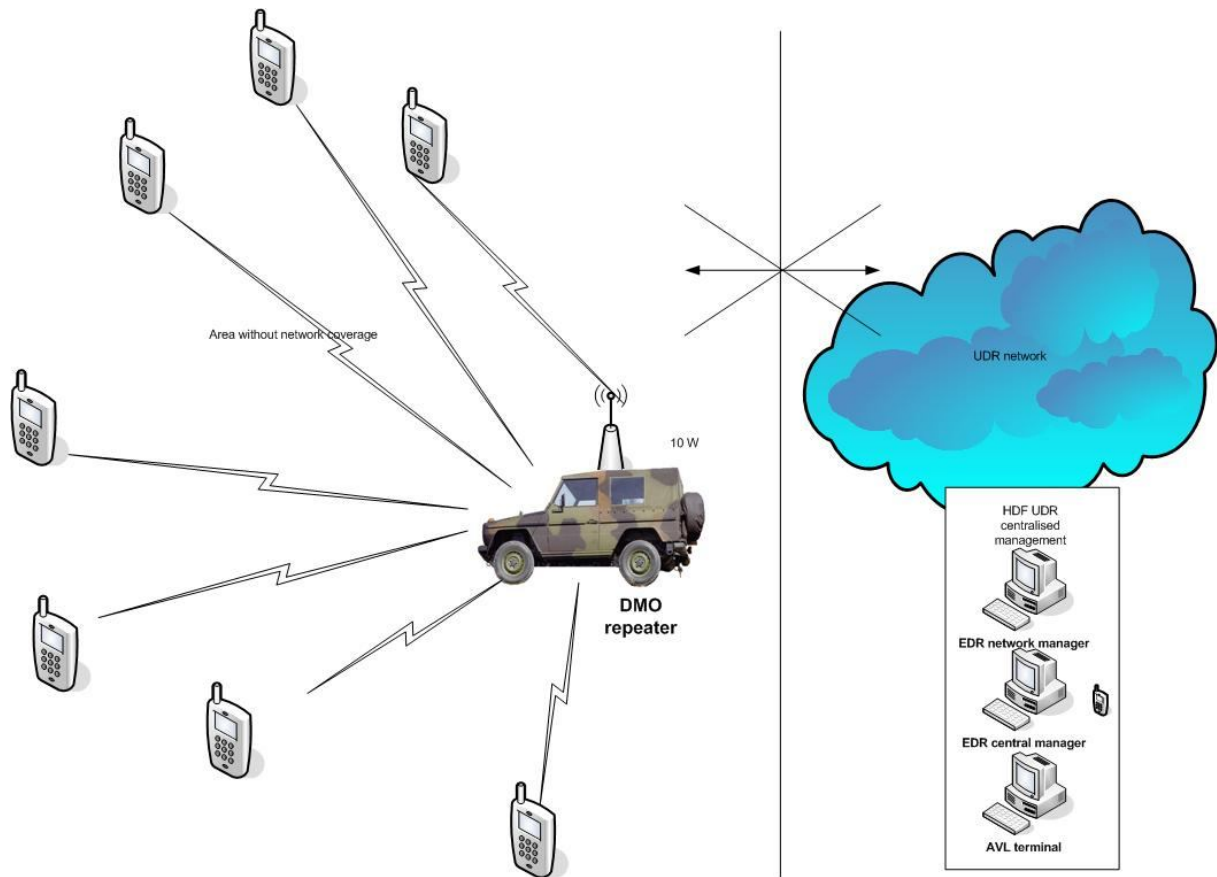 Area without network coverage
10 W
DMO
repeater
UDR network
HDF UDR
centralised
management
EDR network manager
EDR central manager
AVL terminal